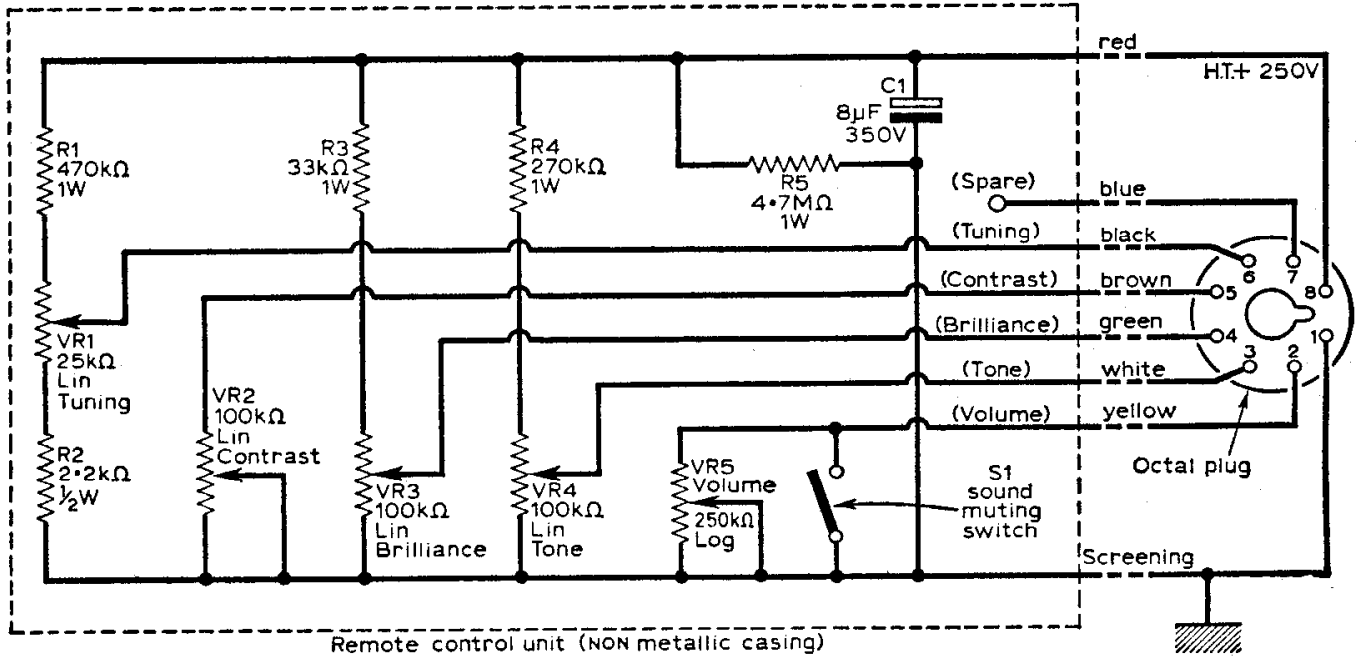 red
H.T.+ 250V
C1
8µF
350V
R1
470kΩ
1W
R3
33kΩ
1W
R4
270kΩ
1W
R5
4·7MΩ
1W
(Spare)
blue
(Tuning)
black
(Contrast)
brown
(Brilliance)
green
(Tone)
white
(Volume)
yellow
6
7
5
8
4
1
3
2
Octal plug
VR1
25kΩ
Lin
Tuning
R2
2·2kΩ
½W
VR2
100kΩ
Lin
Contrast
VR3
100kΩ
Lin
Brilliance
VR4
100kΩ
Lin
Tone
VR5
Volume
250kΩ
Log
S1
sound
muting
switch
Screening
Remote control unit (NON metallic casing)